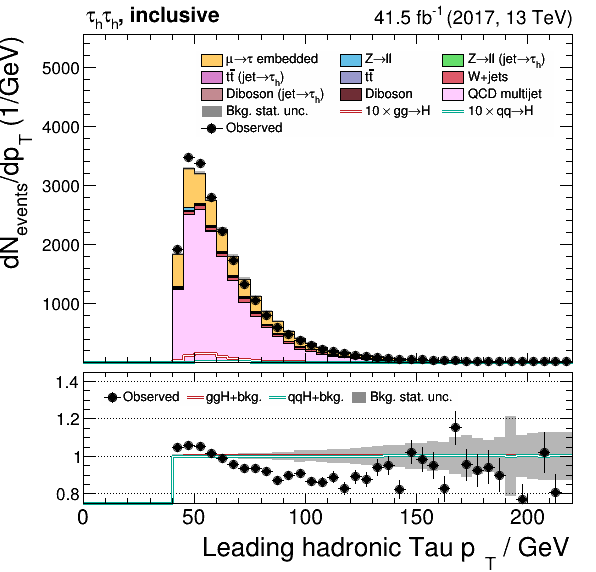 τhτh, inclusive 41.5 fb-1 (2017, 13 TeV)
dNevents/dpT (1/GeV)
5000
4000
3000
2000
1000
μ→τ embedded Z→ll Z→ll (jet→τh)
tt̄ (jet→τh) tt̄ W+jets
Diboson (jet→τh) Diboson QCD multijet
Bkg. stat. unc. 10 × gg→H 10 × qq→H
Observed
1.4
1.2
1
0.8
Observed ggH+bkg. qqH+bkg. Bkg. stat. unc.
0 50 100 150 200
Leading hadronic Tau p T / GeV